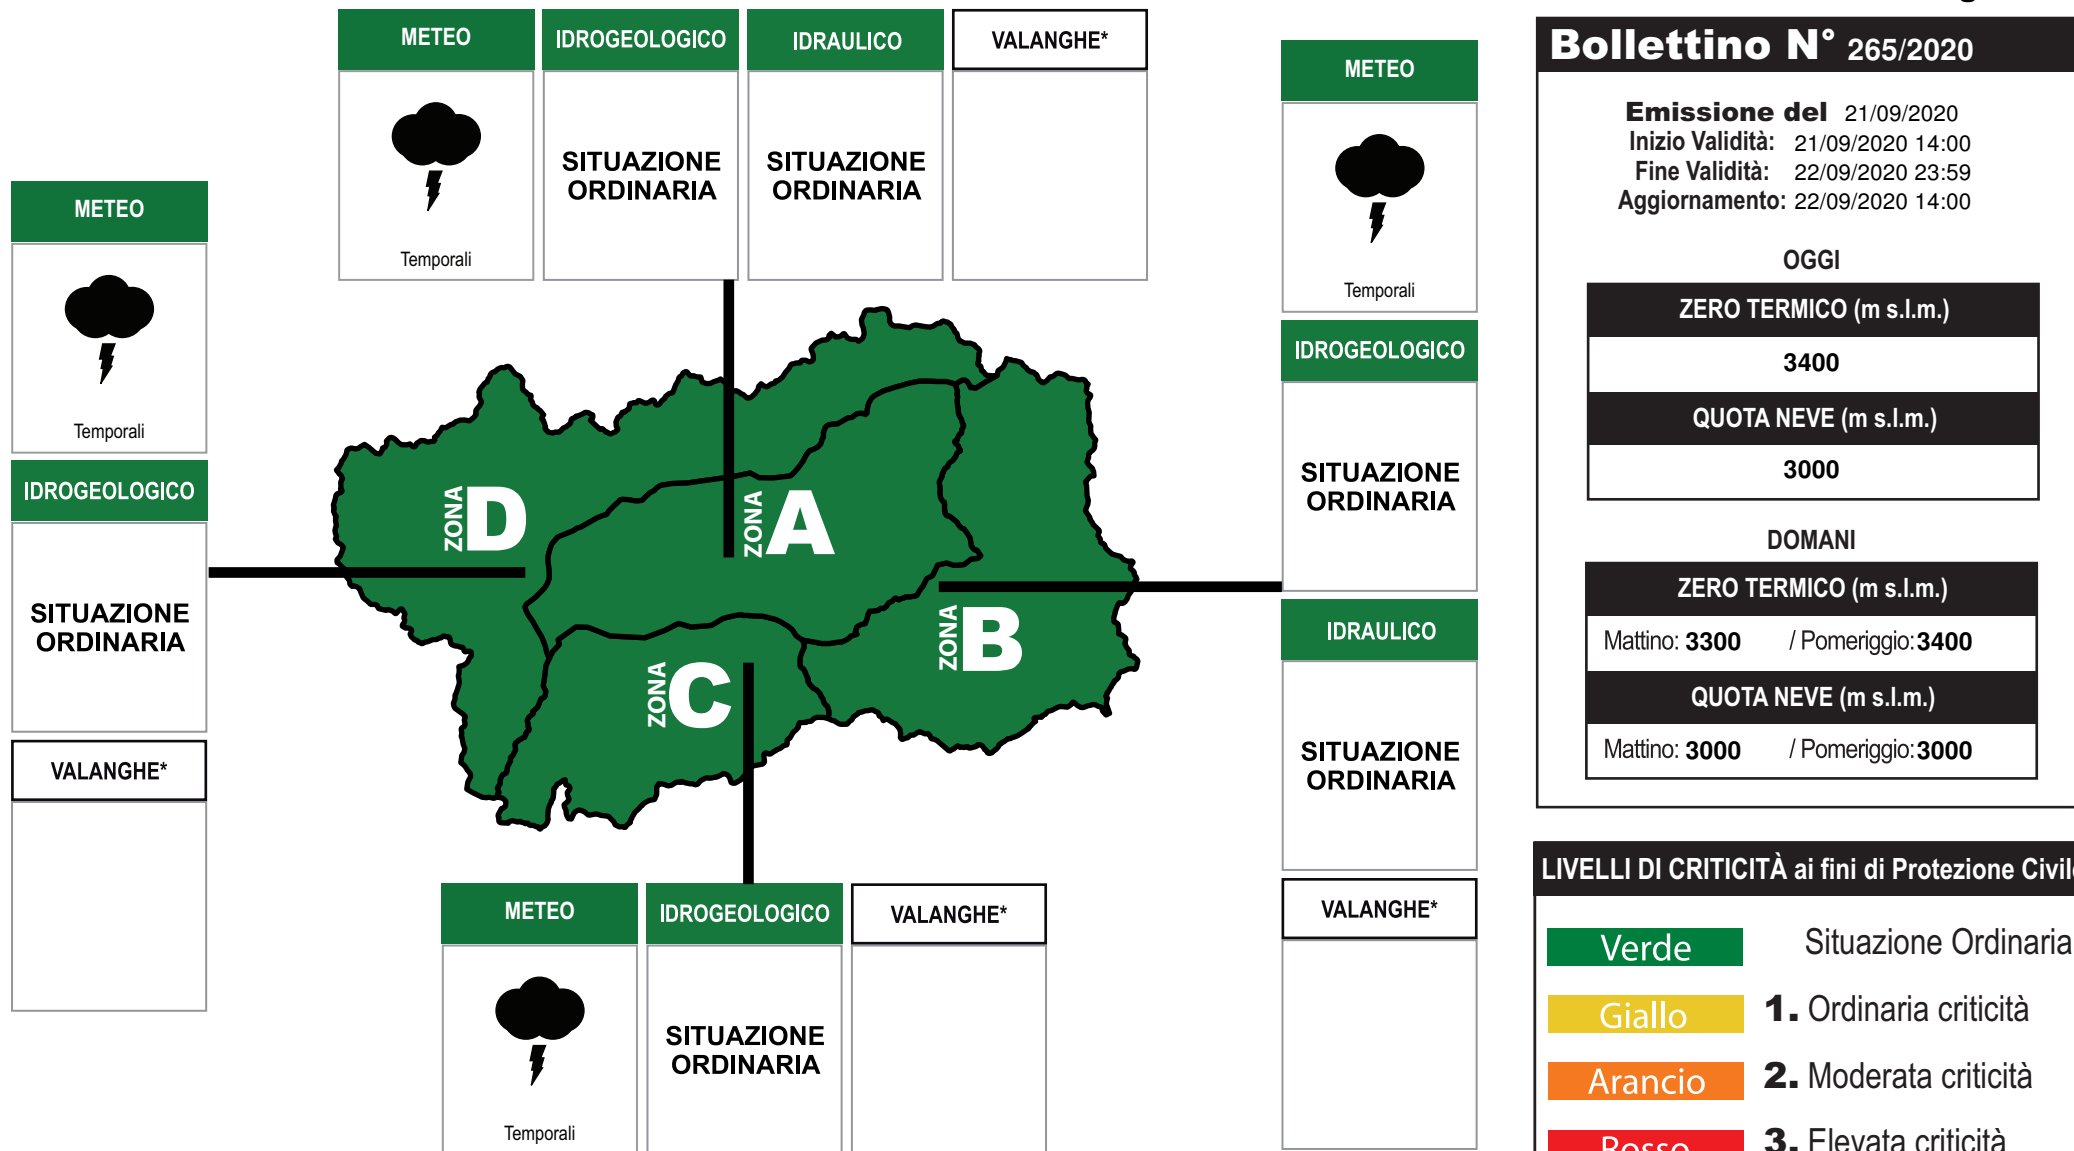 METEO
IDROGEOLOGICO
IDRAULICO
VALANGHE*
Temporali
SITUAZIONE
ORDINARIA
SITUAZIONE
ORDINARIA
METEO
Temporali
IDROGEOLOGICO
SITUAZIONE
ORDINARIA
VALANGHE*
METEO
Temporali
IDROGEOLOGICO
SITUAZIONE
ORDINARIA
IDRAULICO
SITUAZIONE
ORDINARIA
VALANGHE*
ZONA D
ZONA A
ZONA B
ZONA C
METEO
IDROGEOLOGICO
VALANGHE*
Temporali
SITUAZIONE
ORDINARIA
Bollettino N° 265/2020
Emissione del 21/09/2020
Inizio Validità: 21/09/2020 14:00
Fine Validità: 22/09/2020 23:59
Aggiornamento: 22/09/2020 14:00
OGGI
ZERO TERMICO (m s.l.m.)
3400
QUOTA NEVE (m s.l.m.)
3000
DOMANI
ZERO TERMICO (m s.l.m.)
Mattino: 3300 / Pomeriggio: 3400
QUOTA NEVE (m s.l.m.)
Mattino: 3000 / Pomeriggio: 3000
LIVELLI DI CRITICITÀ ai fini di Protezione Civile
Verde Situazione Ordinaria
Giallo 1. Ordinaria criticità
Arancio 2. Moderata criticità
Rosso 3. Elevata criticità